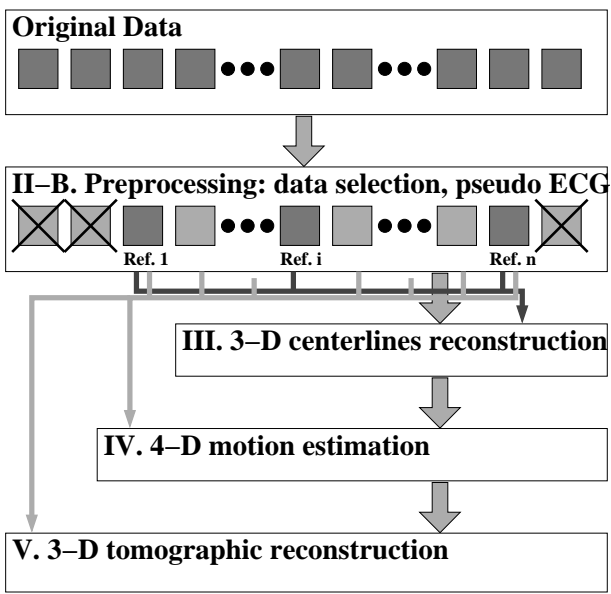 Original Data
II–B. Preprocessing: data selection, pseudo ECG
Ref. 1 Ref. i Ref. n
III. 3–D centerlines reconstruction
IV. 4–D motion estimation
V. 3–D tomographic reconstruction